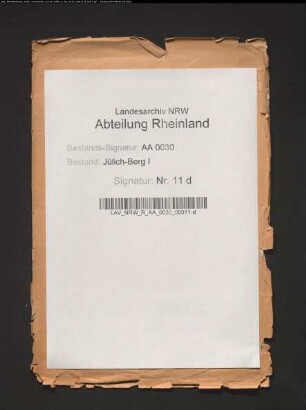 Landesarchiv NRW
Abteilung Rheinland
Bestands-Signatur: AA 0030
Bestand: Jülich-Berg I
Signatur: Nr. 11 d
LAV_NRW_R_AA_0030_00011-d